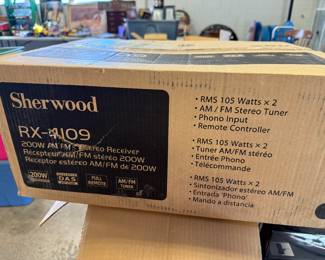 Sherwood
RX-4109
200W AM FM Stereo Receiver
Récepteur AM/FM stéréo 200W
Receptor estéreo AM/FM de 200W
200W
FULL
REMOTE
AM/FM
TUNER
• RMS 105 Watts × 2
• AM / FM Stereo Tuner
• Phono Input
• Remote Controller
• RMS 105 Watts × 2
• Tuner AM/FM stéréo
• Entrée 'Phono'
• Télécommande
• RMS 105 Watts × 2
• Sintonizador estéreo AM/FM
• Entrada 'Phono'
• Mando a distancia